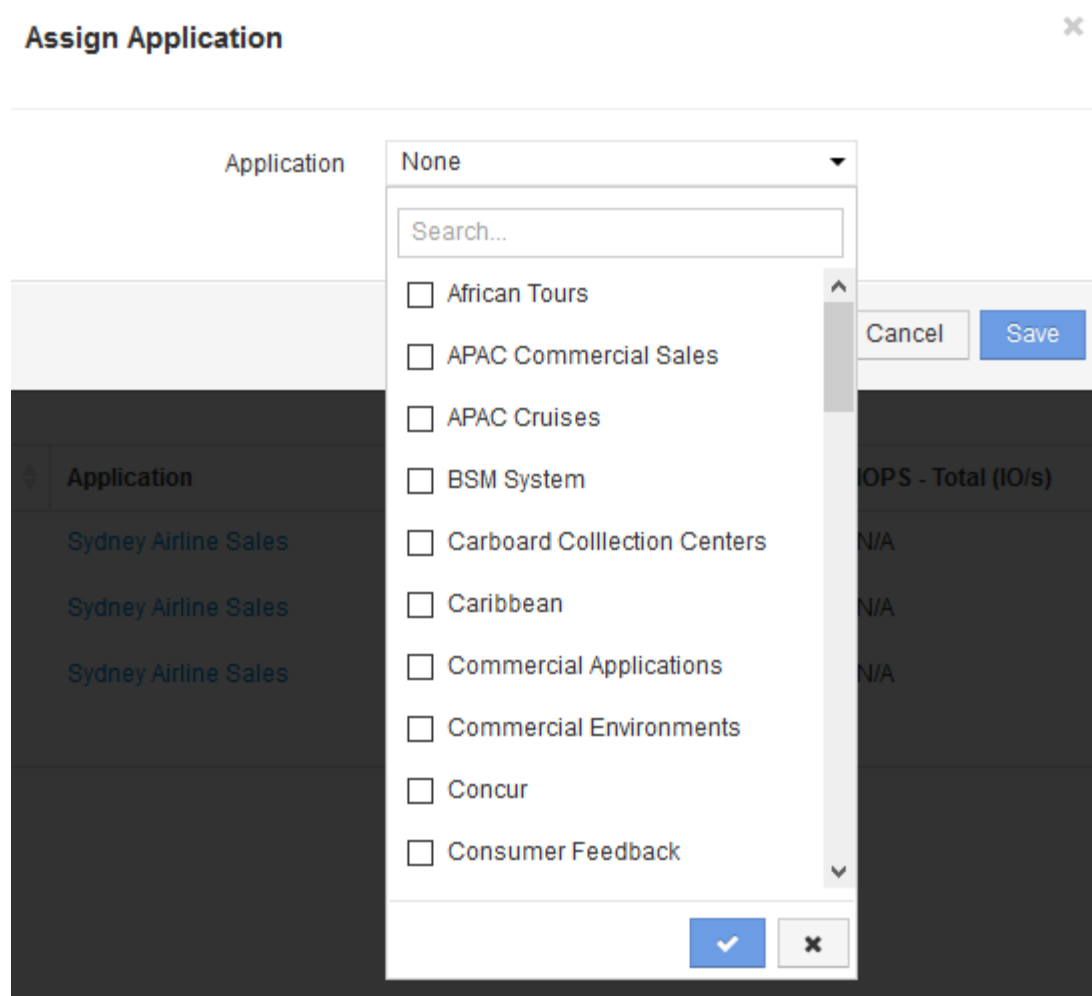 Assign Application
Application
None
Search...
African Tours
APAC Commercial Sales
APAC Cruises
BSM System
Carboard Colllection Centers
Caribbean
Commercial Applications
Commercial Environments
Concur
Consumer Feedback
Cancel
Save
Application
IOPS - Total (IO/s)
Sydney Airline Sales
N/A
Sydney Airline Sales
N/A
Sydney Airline Sales
N/A